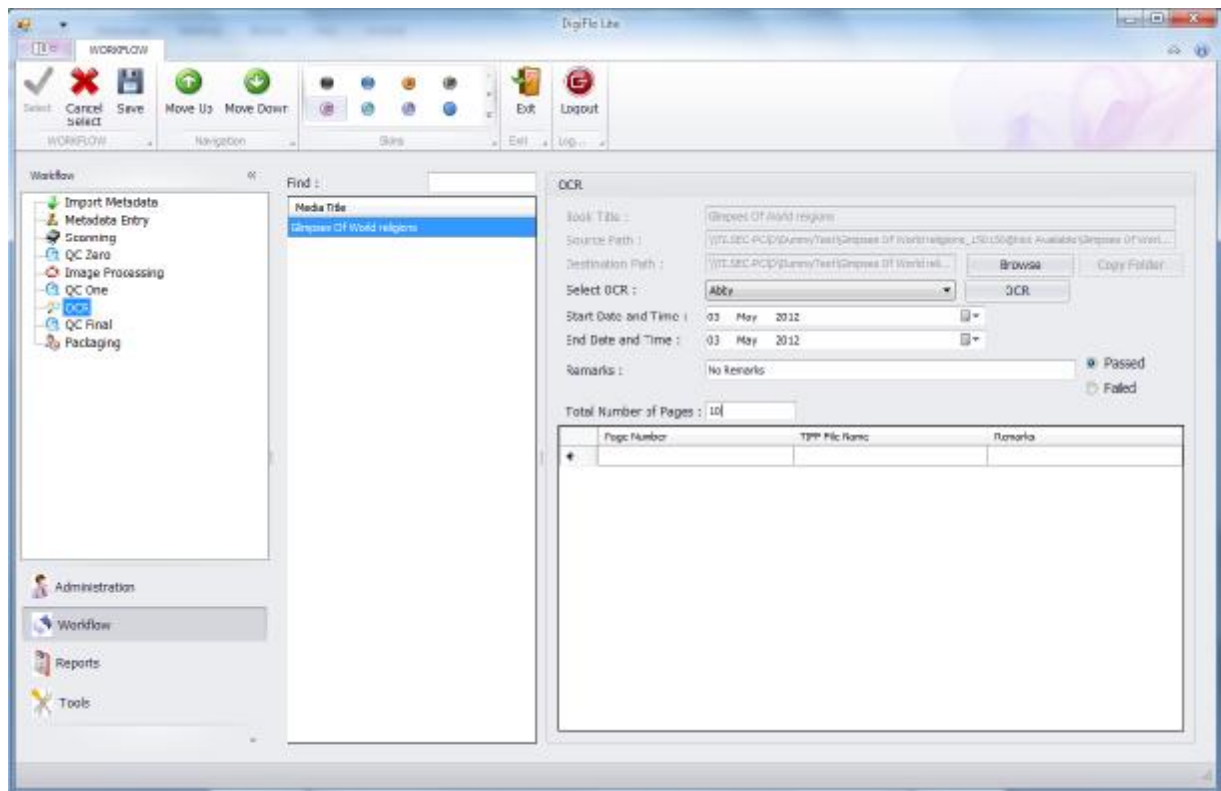 DigiFlo Lite
WORKFLOW
Select Cancel Select Save Move Up Move Down Exit Logout
WORKFLOW Navigation Skins Exit Log...
Workflow
Import Metadata
Metadata Entry
Scanning
QC Zero
Image Processing
QC One
OCR
QC Final
Packaging
Administration
Workflow
Reports
Tools
Find :
Media Title
Glimpses Of World religions
OCR
Book Title : Glimpses Of World religions
Source Path :
Destination Path : Browse Copy Folder
Select OCR : Abby OCR
Start Date and Time : 03 May 2012
End Date and Time : 03 May 2012
Remarks : No Remarks Passed
Failed
Total Number of Pages : 10
Page Number TIFF File Name Remarks